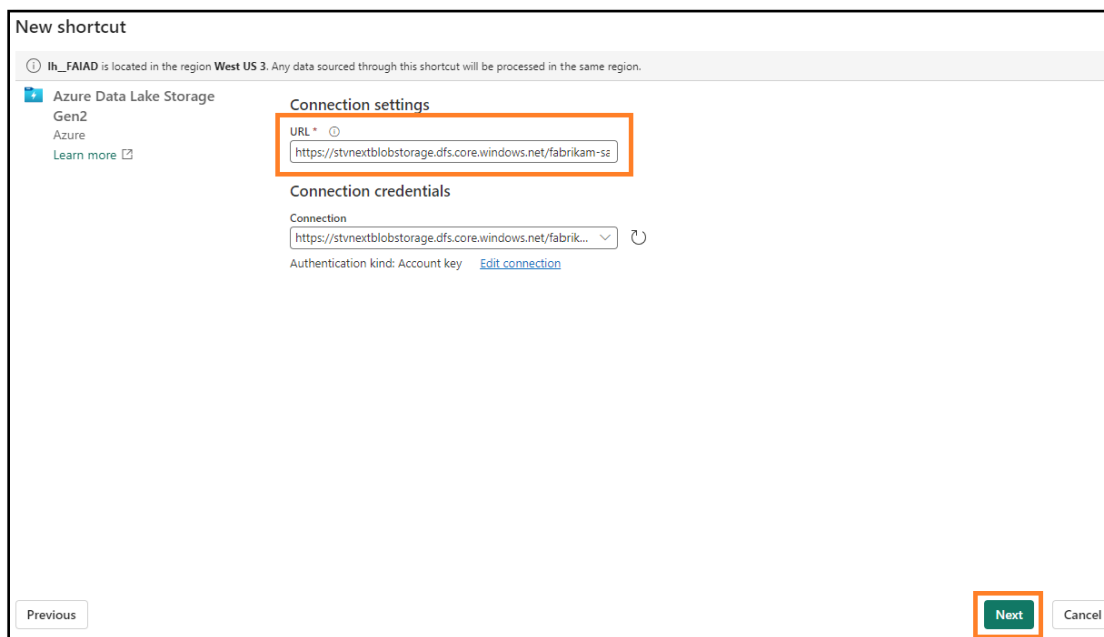 New shortcut
lh_FAIAD is located in the region West US 3. Any data sourced through this shortcut will be processed in the same region.
Azure Data Lake Storage
Gen2
Azure
Learn more
Connection settings
URL *
https://stvnextblobstorage.dfs.core.windows.net/fabrikam-sa
Connection credentials
Connection
https://stvnextblobstorage.dfs.core.windows.net/fabrik...
Authentication kind: Account key Edit connection
Previous
Next
Cancel